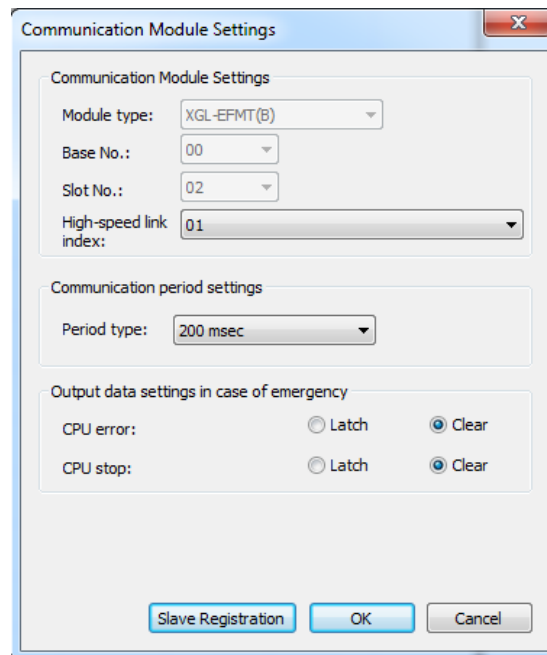 Communication Module Settings
Communication Module Settings
Module type: XGL-EFMT(B)
Base No.: 00
Slot No.: 02
High-speed link
index: 01
Communication period settings
Period type: 200 msec
Output data settings in case of emergency
CPU error: Latch Clear
CPU stop: Latch Clear
Slave Registration OK Cancel